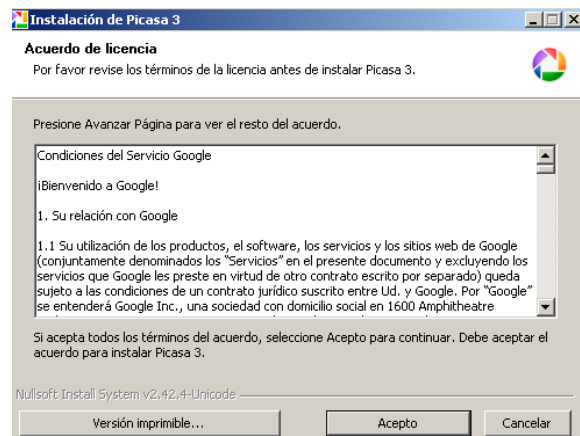 Instalación de Picasa 3
Acuerdo de licencia
Por favor revise los términos de la licencia antes de instalar Picasa 3.
Presione Avanzar Página para ver el resto del acuerdo.
Condiciones del Servicio Google
¡Bienvenido a Google!
1. Su relación con Google
1.1 Su utilización de los productos, el software, los servicios y los sitios web de Google
(conjuntamente denominados los “Servicios” en el presente documento y excluyendo los
servicios que Google les preste en virtud de otro contrato escrito por separado) queda
sujeto a las condiciones de un contrato jurídico suscrito entre Ud. y Google. Por “Google”
se entenderá Google Inc., una sociedad con domicilio social en 1600 Amphitheatre
Si acepta todos los términos del acuerdo, seleccione Acepto para continuar. Debe aceptar el
acuerdo para instalar Picasa 3.
Nullsoft Install System v2.42.4-Unicode
Versión imprimible...
Acepto
Cancelar